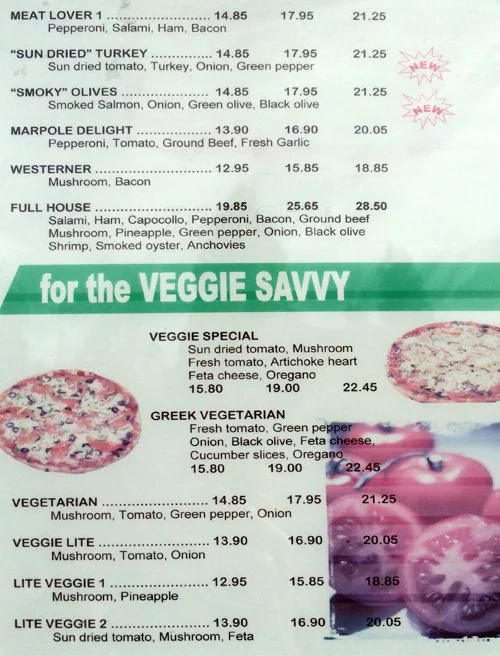 MEAT LOVER 1 ........................... 14.85 17.95 21.25
Pepperoni, Salami, Ham, Bacon
“SUN DRIED” TURKEY ............... 14.85 17.95 21.25
Sun dried tomato, Turkey, Onion, Green pepper
NEW
“SMOKY” OLIVES ...................... 14.85 17.95 21.25
Smoked Salmon, Onion, Green olive, Black olive
NEW
MARPOLE DELIGHT .................. 13.90 16.90 20.05
Pepperoni, Tomato, Ground Beef, Fresh Garlic
WESTERNER ............................. 12.95 15.85 18.85
Mushroom, Bacon
FULL HOUSE ............................. 19.85 25.65 28.50
Salami, Ham, Capocollo, Pepperoni, Bacon, Ground beef
Mushroom, Pineapple, Green pepper, Onion, Black olive
Shrimp, Smoked oyster, Anchovies
for the VEGGIE SAVVY
VEGGIE SPECIAL
Sun dried tomato, Mushroom
Fresh tomato, Artichoke heart
Feta cheese, Oregano
15.80 19.00 22.45
GREEK VEGETARIAN
Fresh tomato, Green pepper
Onion, Black olive, Feta cheese,
Cucumber slices, Oregano
15.80 19.00 22.45
VEGETARIAN .......................... 14.85 17.95 21.25
Mushroom, Tomato, Green pepper, Onion
VEGGIE LITE ........................... 13.90 16.90 20.05
Mushroom, Tomato, Onion
LITE VEGGIE 1 ........................ 12.95 15.85 18.85
Mushroom, Pineapple
LITE VEGGIE 2 ........................ 13.90 16.90 20.05
Sun dried tomato, Mushroom, Feta